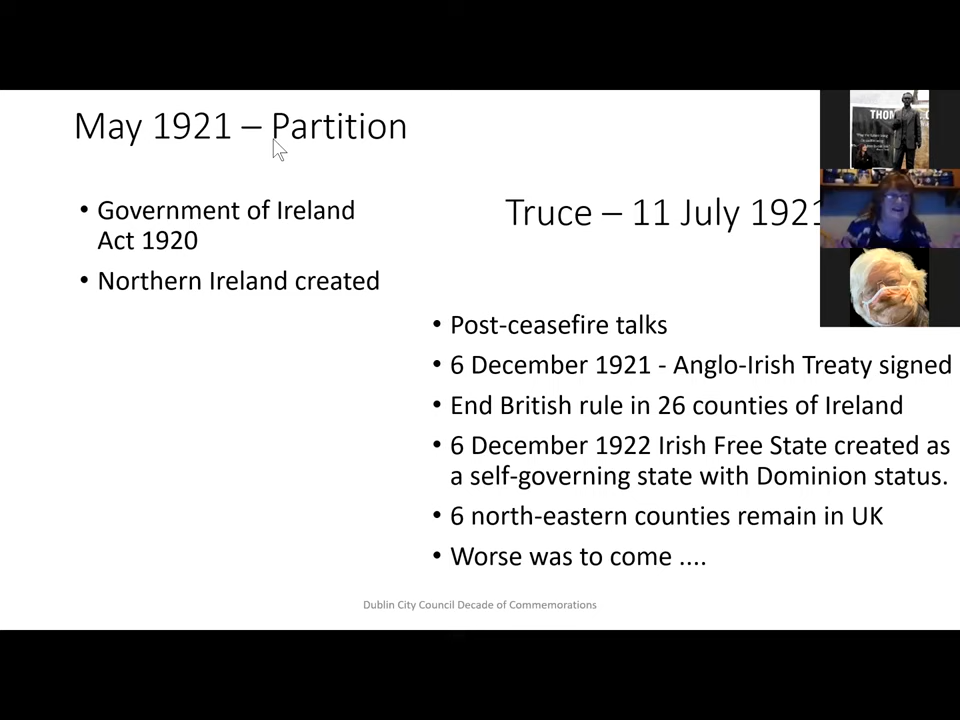 May 1921 – Partition
• Government of Ireland
Act 1920
• Northern Ireland created
Truce – 11 July 1921
• Post-ceasefire talks
• 6 December 1921 - Anglo-Irish Treaty signed
• End British rule in 26 counties of Ireland
• 6 December 1922 Irish Free State created as
a self-governing state with Dominion status.
• 6 north-eastern counties remain in UK
• Worse was to come ....
Dublin City Council Decade of Commemorations